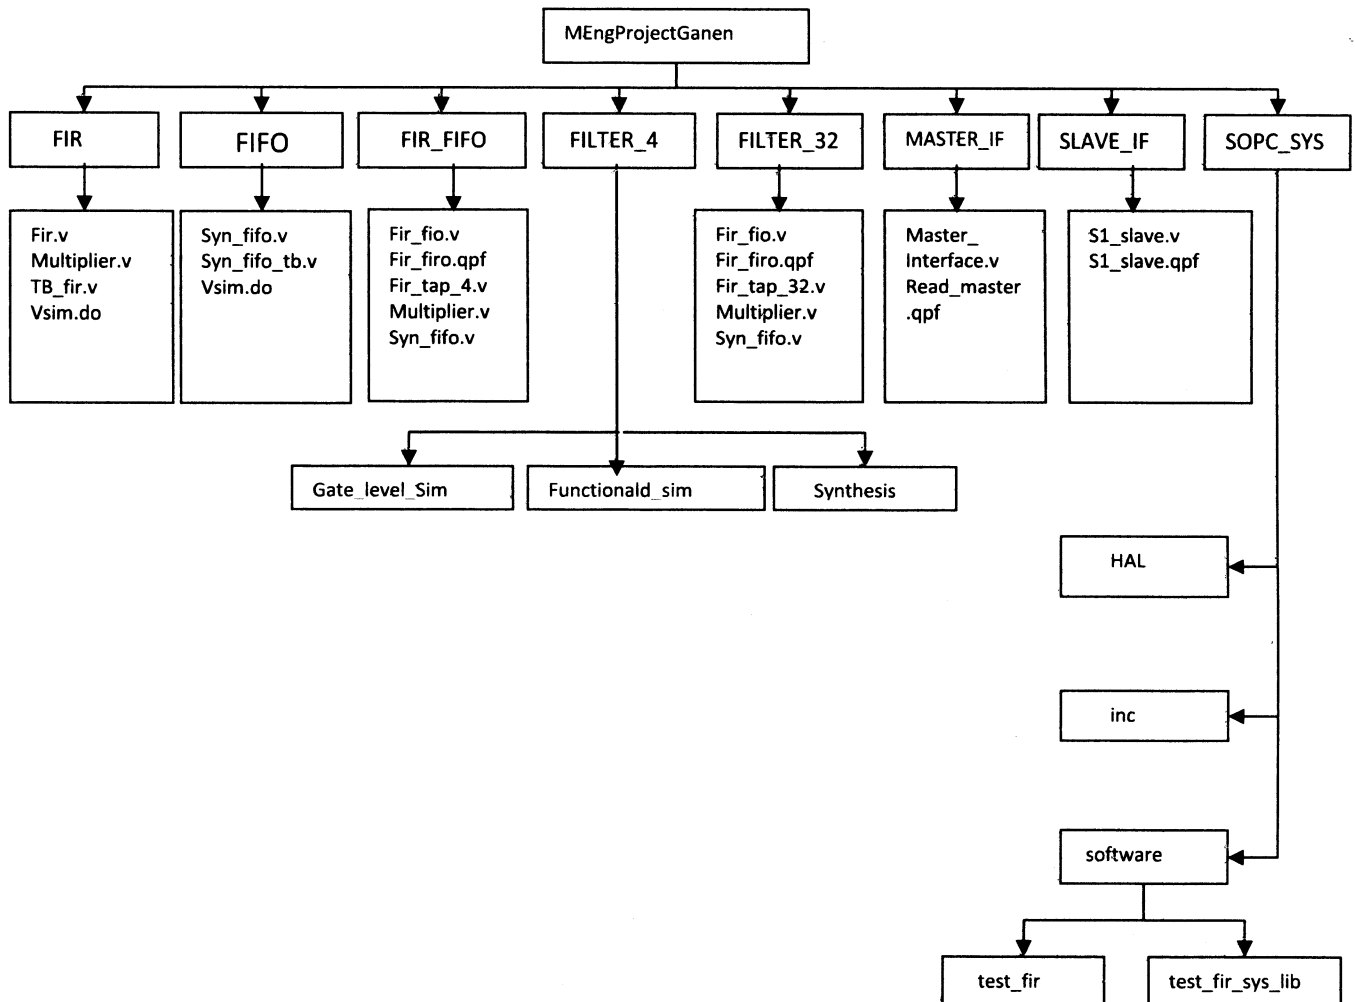 MEngProjectGanen
FIR
FIFO
FIR_FIFO
FILTER_4
FILTER_32
MASTER_IF
SLAVE_IF
SOPC_SYS
Fir.v
Multiplier.v
TB_fir.v
Vsim.do
Syn_fifo.v
Syn_fifo_tb.v
Vsim.do
Fir_fio.v
Fir_firo.qpf
Fir_tap_4.v
Multiplier.v
Syn_fifo.v
Fir_fio.v
Fir_firo.qpf
Fir_tap_32.v
Multiplier.v
Syn_fifo.v
Master_
Interface.v
Read_master
.qpf
S1_slave.v
S1_slave.qpf
Gate_level_Sim
Functionald_sim
Synthesis
HAL
inc
software
test_fir
test_fir_sys_lib